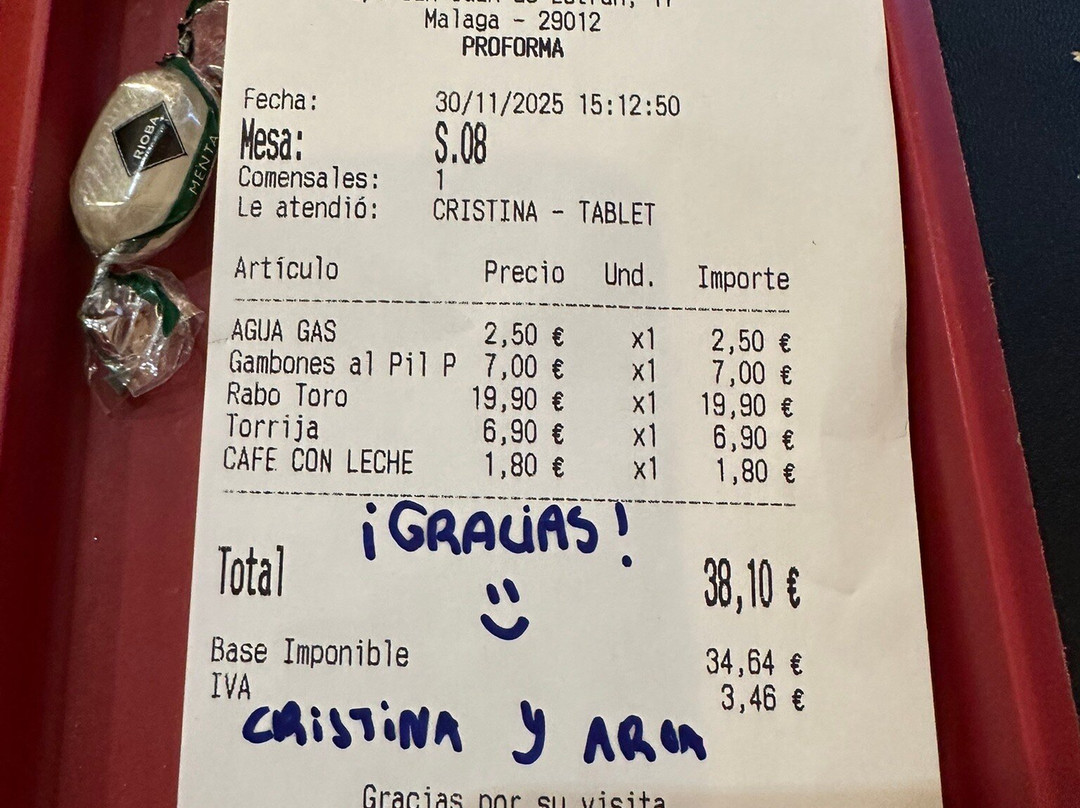 Malaga - 29012
PROFORMA
Fecha: 30/11/2025 15:12:50
Mesa: S.08
Comensales: 1
Le atendió: CRISTINA - TABLET
Artículo Precio Und. Importe
AGUA GAS 2,50 € x1 2,50 €
Gambones al Pil P 7,00 € x1 7,00 €
Rabo Toro 19,90 € x1 19,90 €
Torrija 6,90 € x1 6,90 €
CAFE CON LECHE 1,80 € x1 1,80 €
¡GRACIAS!
Total 38,10 €
Base Imponible 34,64 €
IVA 3,46 €
CRISTINA Y
Gracias por su visita
RIOBA
MENTA